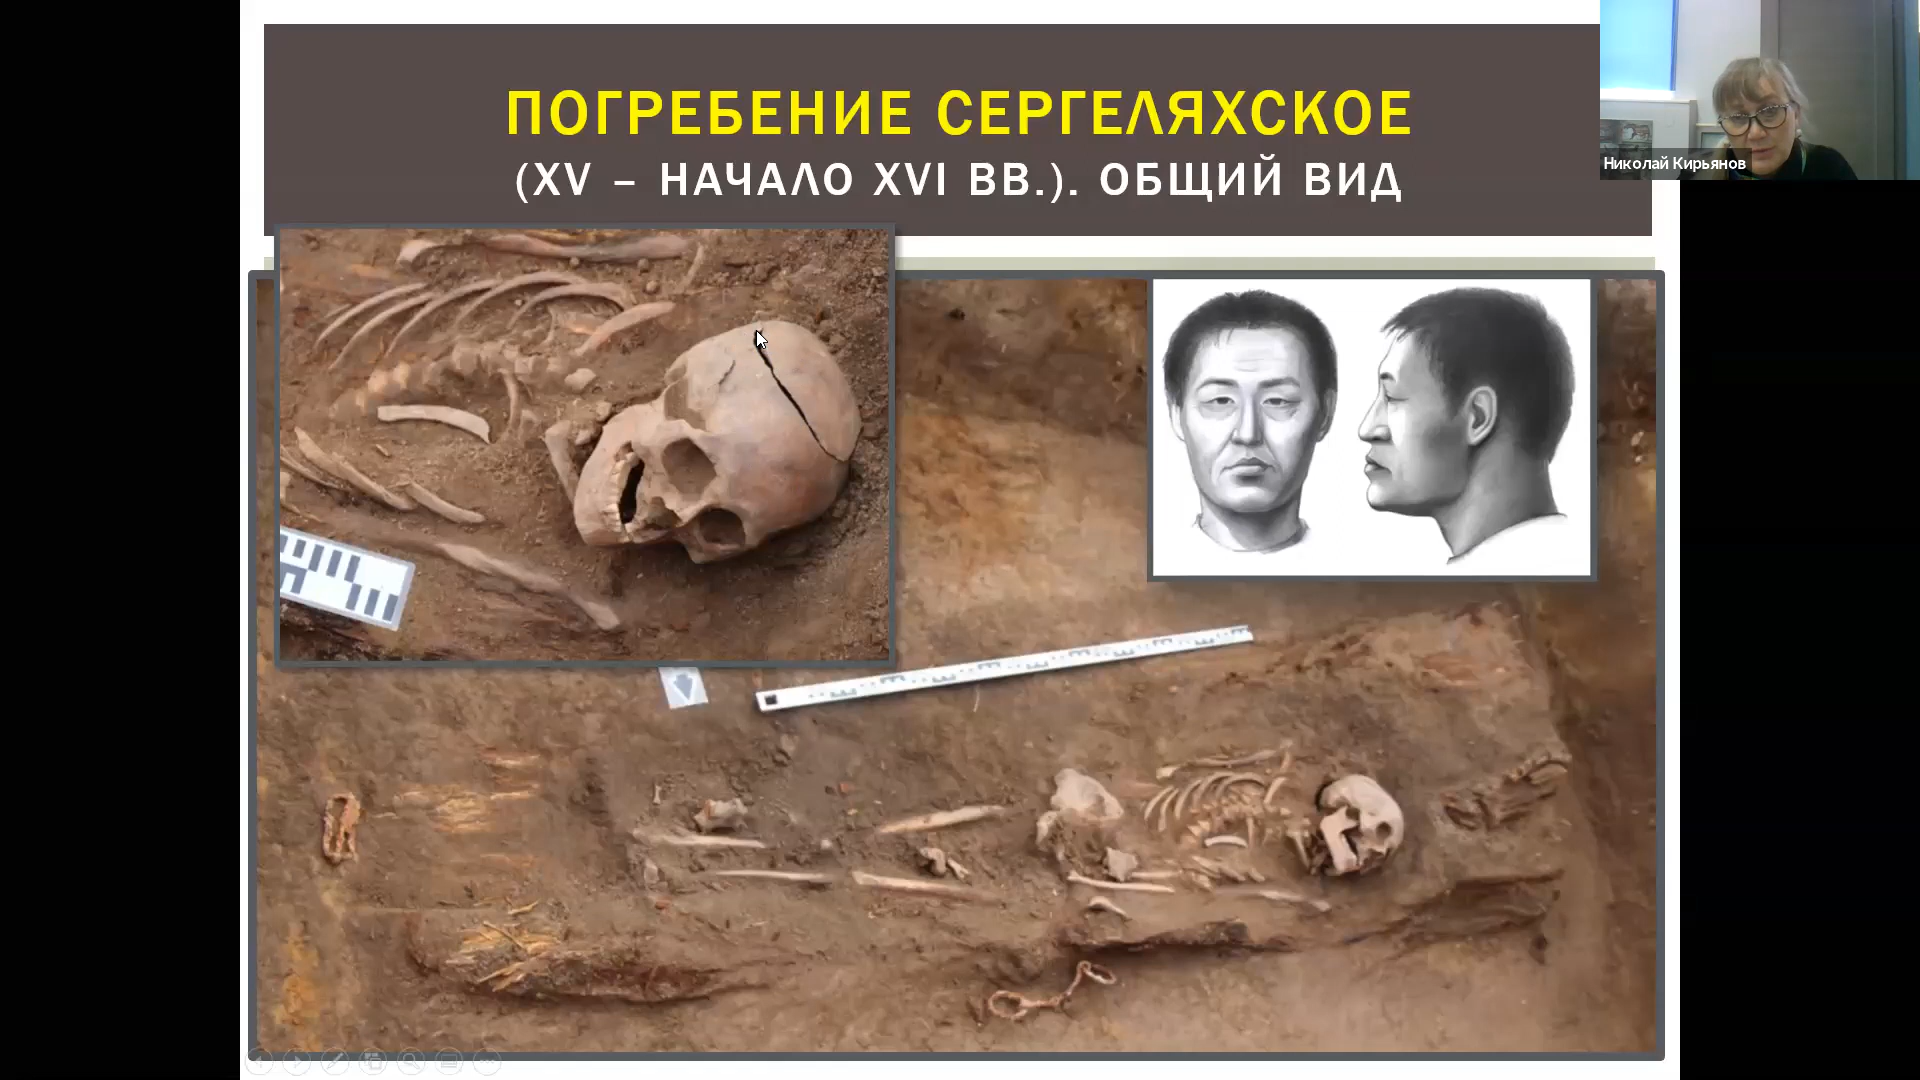 ПОГРЕБЕНИЕ СЕРГЕЛЯХСКОЕ
(XV – НАЧАЛО XVI ВВ.). ОБЩИЙ ВИД
Николай Кирьянов